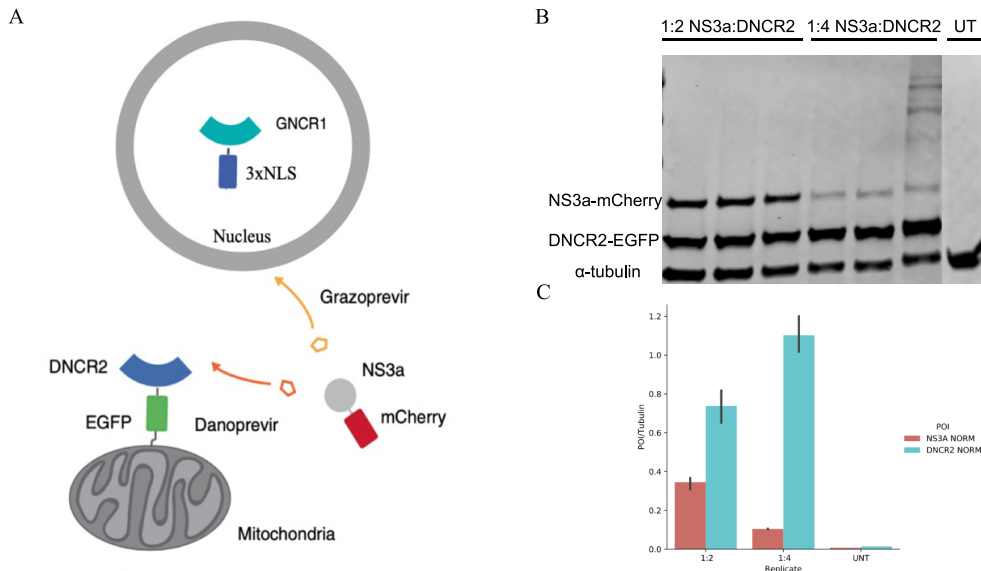 A
GNCR1
3xNLS
Nucleus
Grazoprevir
DNCR2
NS3a
EGFP
Danoprevir
mCherry
Mitochondria
B
1:2 NS3a:DNCR2 1:4 NS3a:DNCR2 UT
NS3a-mCherry
DNCR2-EGFP
α-tubulin
C
POI/Tubulin
1.2
1.0
0.8
0.6
0.4
0.2
0.0
1:2 1:4 UNT
Replicate
POI
NS3A NORM
DNCR2 NORM